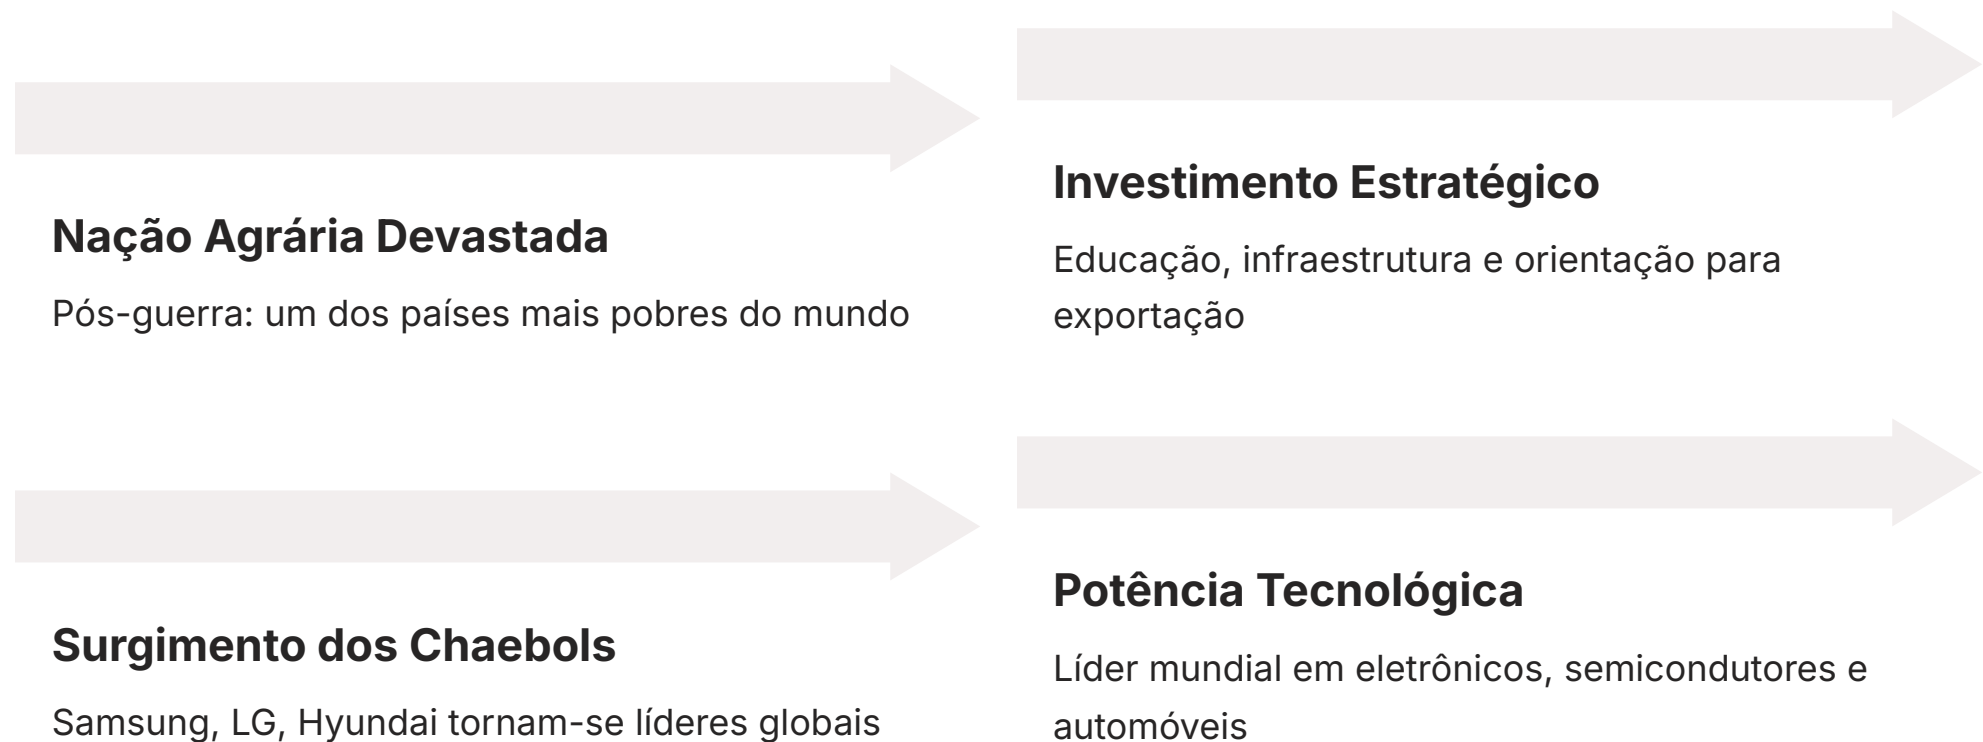 Nação Agrária Devastada
Pós-guerra: um dos países mais pobres do mundo
Investimento Estratégico
Educação, infraestrutura e orientação para
exportação
Surgimento dos Chaebols
Samsung, LG, Hyundai tornam-se líderes globais
Potência Tecnológica
Líder mundial em eletrônicos, semicondutores e
automóveis